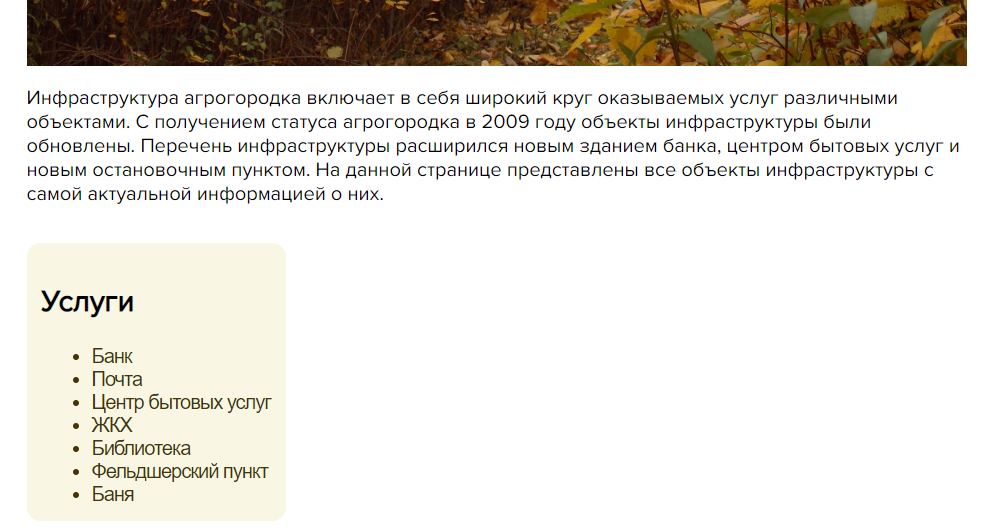 Инфраструктура агрогородка включает в себя широкий круг оказываемых услуг различными
объектами. С получением статуса агрогородка в 2009 году объекты инфраструктуры были
обновлены. Перечень инфраструктуры расширился новым зданием банка, центром бытовых услуг и
новым остановочным пунктом. На данной странице представлены все объекты инфраструктуры с
самой актуальной информацией о них.
Услуги
• Банк
• Почта
• Центр бытовых услуг
• ЖКХ
• Библиотека
• Фельдшерский пункт
• Баня